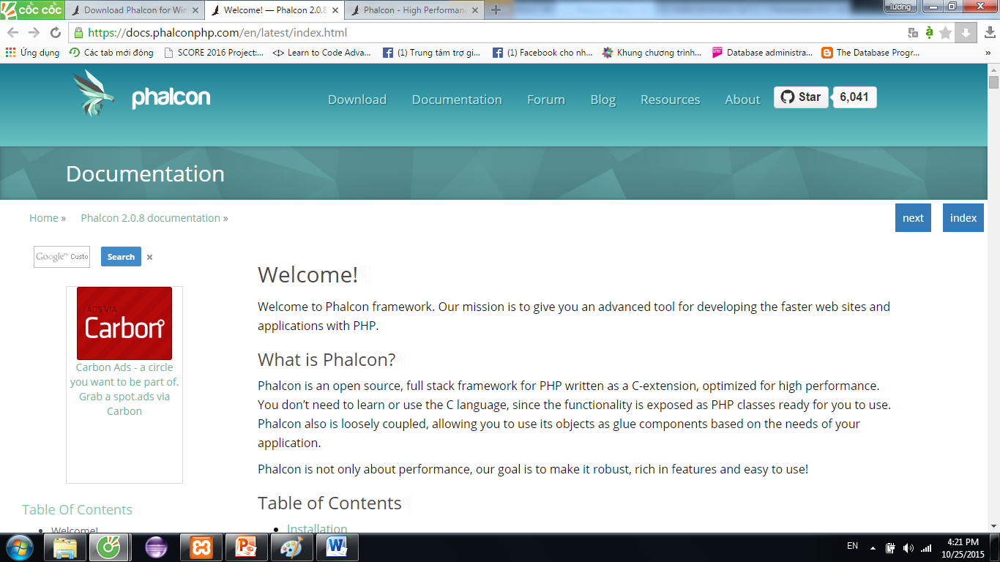 cốc cốc
Download Phalcon for Win
Welcome! — Phalcon 2.0.8
Phalcon - High Performanc
lương
https://docs.phalconphp.com/en/latest/index.html
Ứng dụng
Các tab mới đóng
SCORE 2016 Project:...
Learn to Code Adva...
(1) Trung tâm trợ gi...
(1) Facebook cho nh...
Khung chương trình...
Database administra...
The Database Progr...
»
phalcon
Download
Documentation
Forum
Blog
Resources
About
Star
6,041
Documentation
Home »
Phalcon 2.0.8 documentation »
next
index
Google™ Custo
Search
×
ADS VIA
Carbon
Carbon Ads - a circle
you want to be part of.
Grab a spot.ads via
Carbon
Table Of Contents
• Welcome!
Welcome!¶
Welcome to Phalcon framework. Our mission is to give you an advanced tool for developing the faster web sites and
applications with PHP.
What is Phalcon?¶
Phalcon is an open source, full stack framework for PHP written as a C-extension, optimized for high performance.
You don’t need to learn or use the C language, since the functionality is exposed as PHP classes ready for you to use.
Phalcon also is loosely coupled, allowing you to use its objects as glue components based on the needs of your
application.
Phalcon is not only about performance, our goal is to make it robust, rich in features and easy to use!
Table of Contents¶
• Installation
EN
4:21 PM
10/25/2015